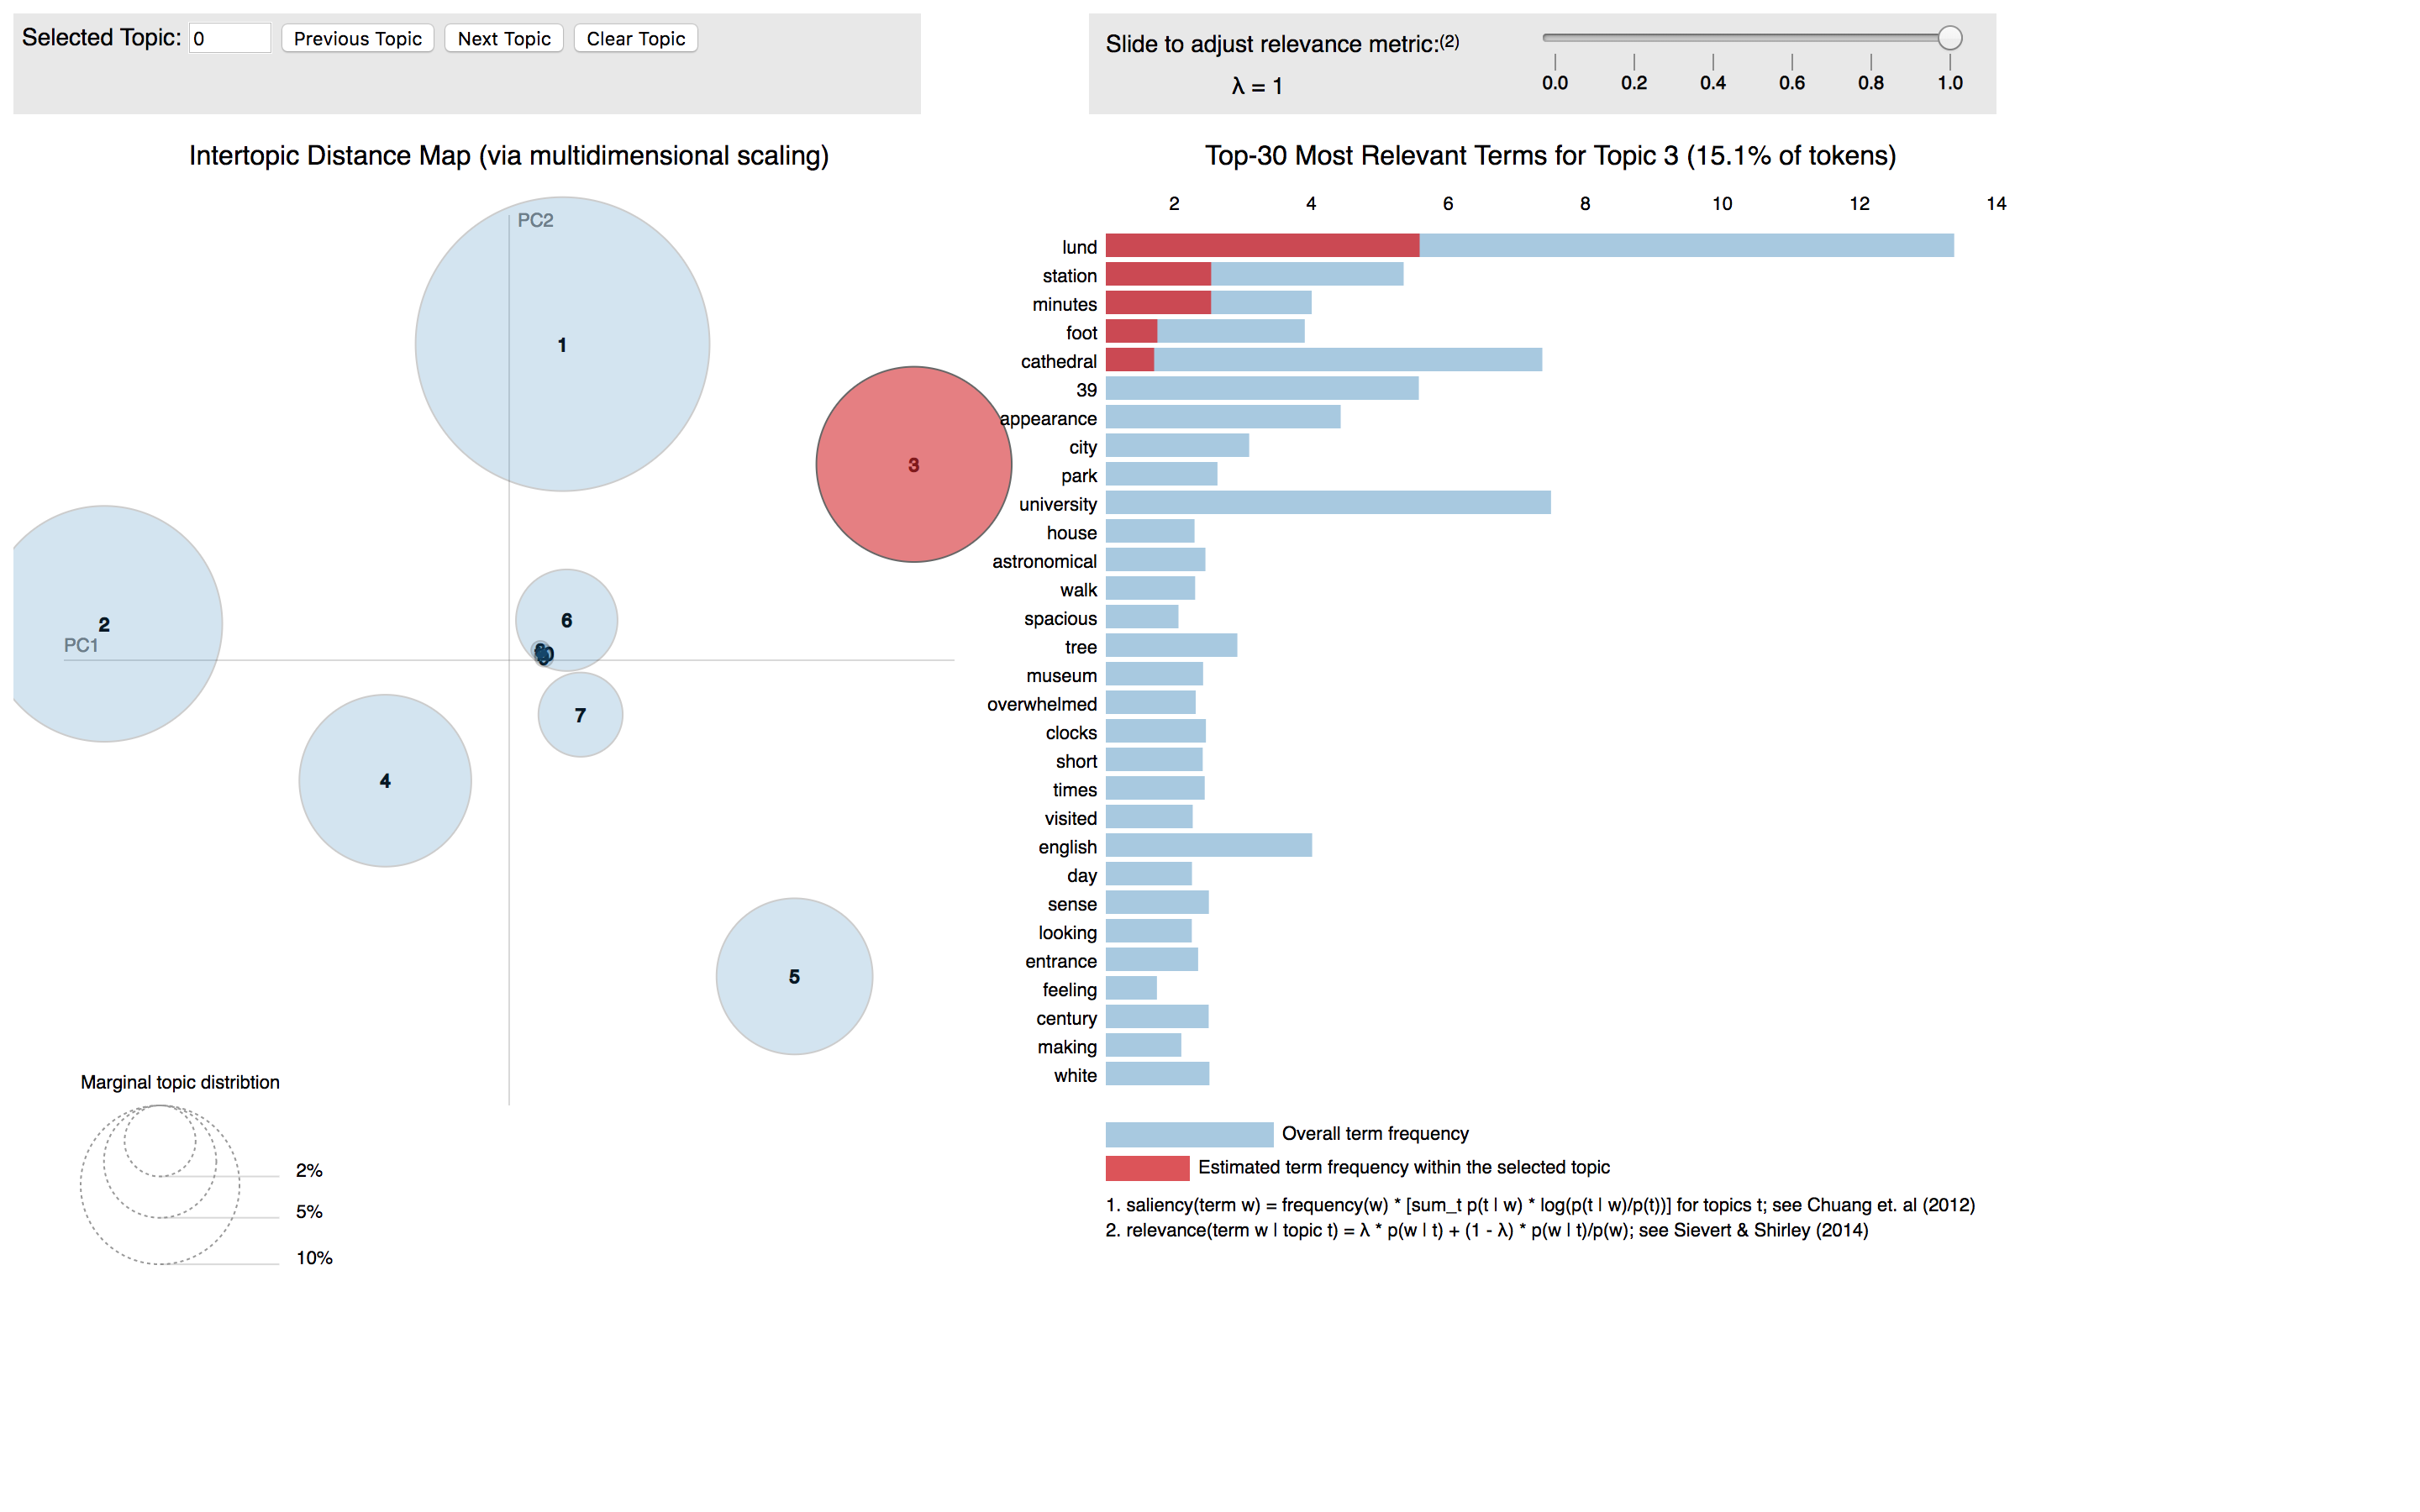 Selected Topic: 0 Previous Topic Next Topic Clear Topic
Slide to adjust relevance metric:(2)
λ = 1
0.0 0.2 0.4 0.6 0.8 1.0
Intertopic Distance Map (via multidimensional scaling)
PC2
PC1
1
2
3
4
5
6
7
Marginal topic distribtion
2%
5%
10%
Top-30 Most Relevant Terms for Topic 3 (15.1% of tokens)
2 4 6 8 10 12 14
lund
station
minutes
foot
cathedral
39
appearance
city
park
university
house
astronomical
walk
spacious
tree
museum
overwhelmed
clocks
short
times
visited
english
day
sense
looking
entrance
feeling
century
making
white
Overall term frequency
Estimated term frequency within the selected topic
1. saliency(term w) = frequency(w) * [sum_t p(t | w) * log(p(t | w)/p(t))] for topics t; see Chuang et. al (2012)
2. relevance(term w | topic t) = λ * p(w | t) + (1 - λ) * p(w | t)/p(w); see Sievert & Shirley (2014)